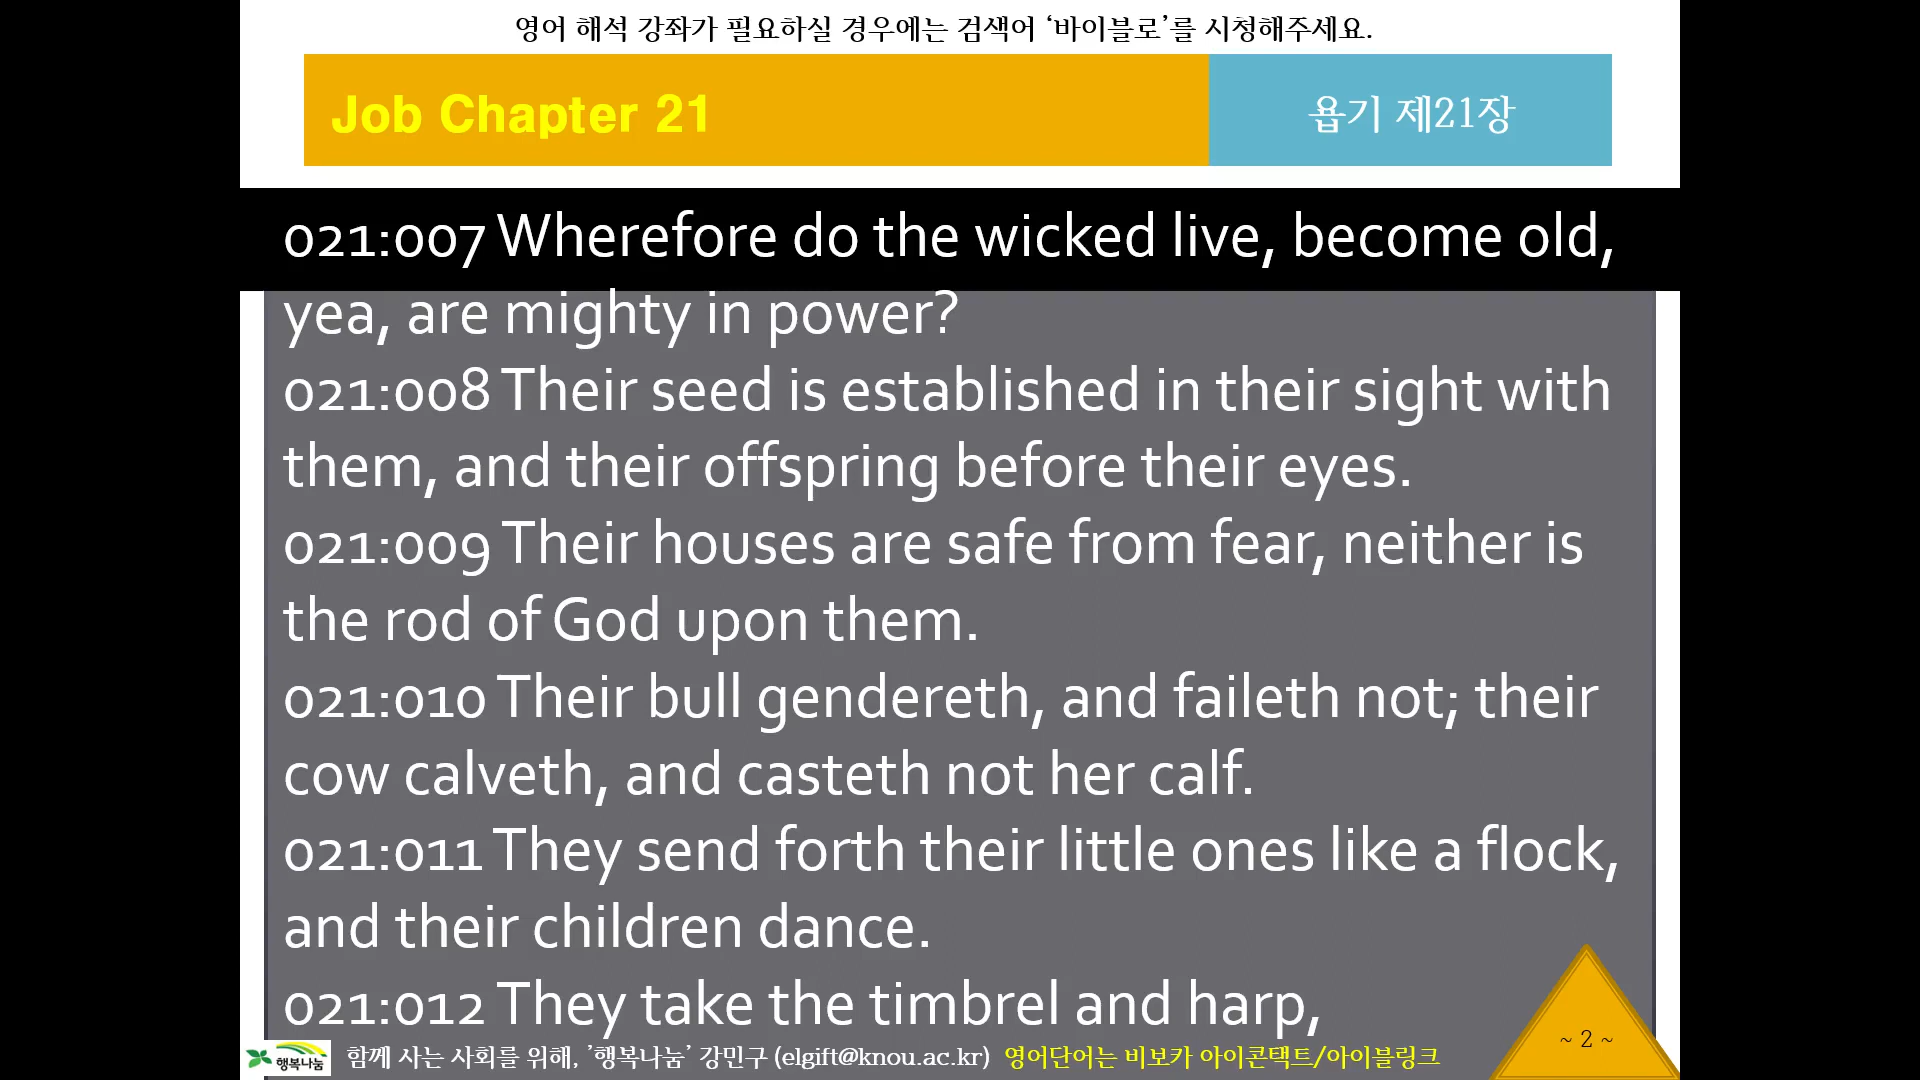 영어 해석 강좌가 필요하실 경우에는 검색어 ‘바이블로’를 시청해주세요.
Job Chapter 21
욥기 제21장
021:007 Wherefore do the wicked live, become old,
yea, are mighty in power?
021:008 Their seed is established in their sight with
them, and their offspring before their eyes.
021:009 Their houses are safe from fear, neither is
the rod of God upon them.
021:010 Their bull gendereth, and faileth not; their
cow calveth, and casteth not her calf.
021:011 They send forth their little ones like a flock,
and their children dance.
021:012 They take the timbrel and harp,
~ 2 ~
행복나눔 함께 사는 사회를 위해, ’행복나눔’ 강민구 (elgift@knou.ac.kr) 영어단어는 비보카 아이콘택트/아이블링크